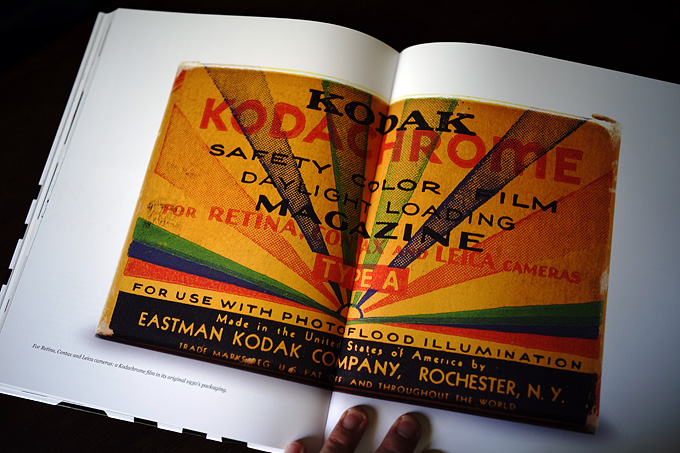 KODAK
KODACHROME
SAFETY COLOR FILM
DAYLIGHT LOADING
MAGAZINE
FOR RETINA, CONTAX AND LEICA CAMERAS
TYPE A
FOR USE WITH PHOTOFLOOD ILLUMINATION
Made in the United States of America by
EASTMAN KODAK COMPANY, ROCHESTER, N. Y.
TRADE MARKS REG. U. S. PAT. OFF. AND THROUGHOUT THE WORLD
For Retina, Contax and Leica cameras: a Kodachrome film in its original 1930's packaging.